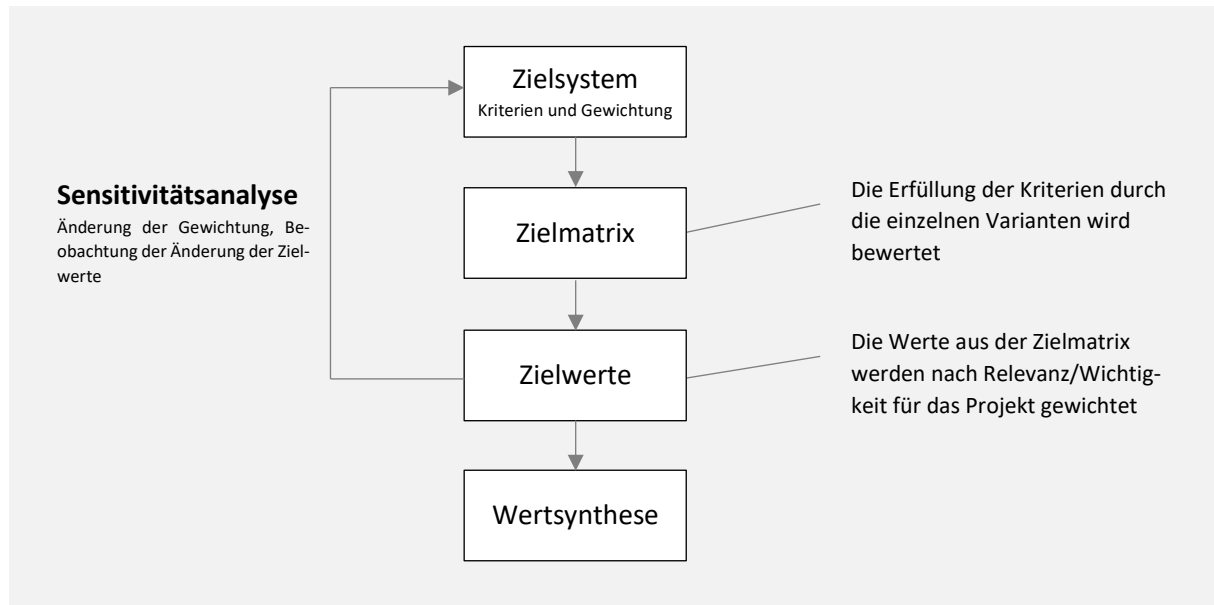 Zielsystem
Kriterien und Gewichtung
Sensitivitätsanalyse
Änderung der Gewichtung, Be-
obachtung der Änderung der Ziel-
werte
Zielmatrix
Die Erfüllung der Kriterien durch
die einzelnen Varianten wird
bewertet
Zielwerte
Die Werte aus der Zielmatrix
werden nach Relevanz/Wichtig-
keit für das Projekt gewichtet
Wertsynthese